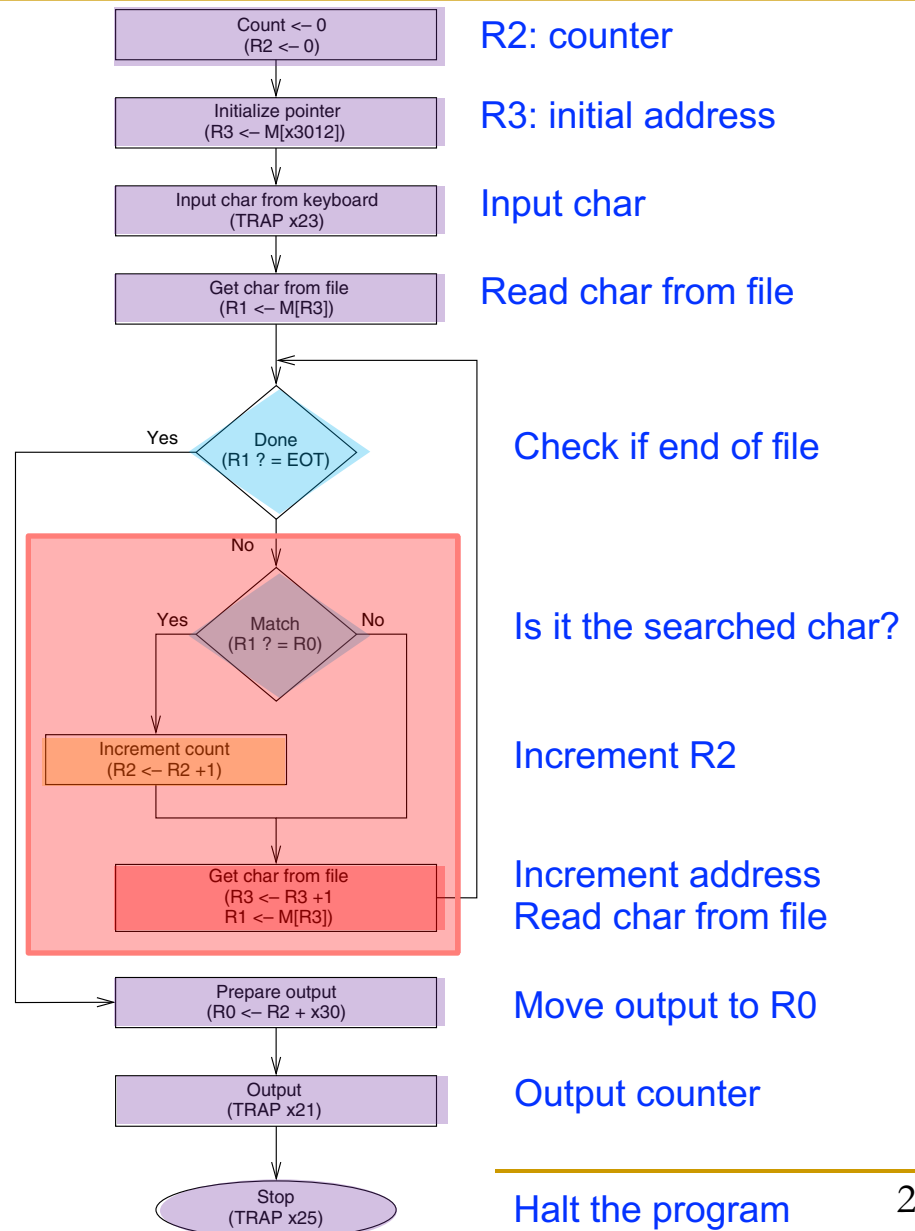 Count <– 0
(R2 <– 0)
R2: counter
Initialize pointer
(R3 <– M[x3012])
R3: initial address
Input char from keyboard
(TRAP x23)
Input char
Get char from file
(R1 <– M[R3])
Read char from file
Yes
Done
(R1 ? = EOT)
Check if end of file
No
Yes
Match
(R1 ? = R0)
No
Is it the searched char?
Increment count
(R2 <– R2 +1)
Increment R2
Get char from file
(R3 <– R3 +1
R1 <– M[R3])
Increment address
Read char from file
Prepare output
(R0 <– R2 + x30)
Move output to R0
Output
(TRAP x21)
Output counter
Stop
(TRAP x25)
Halt the program
2